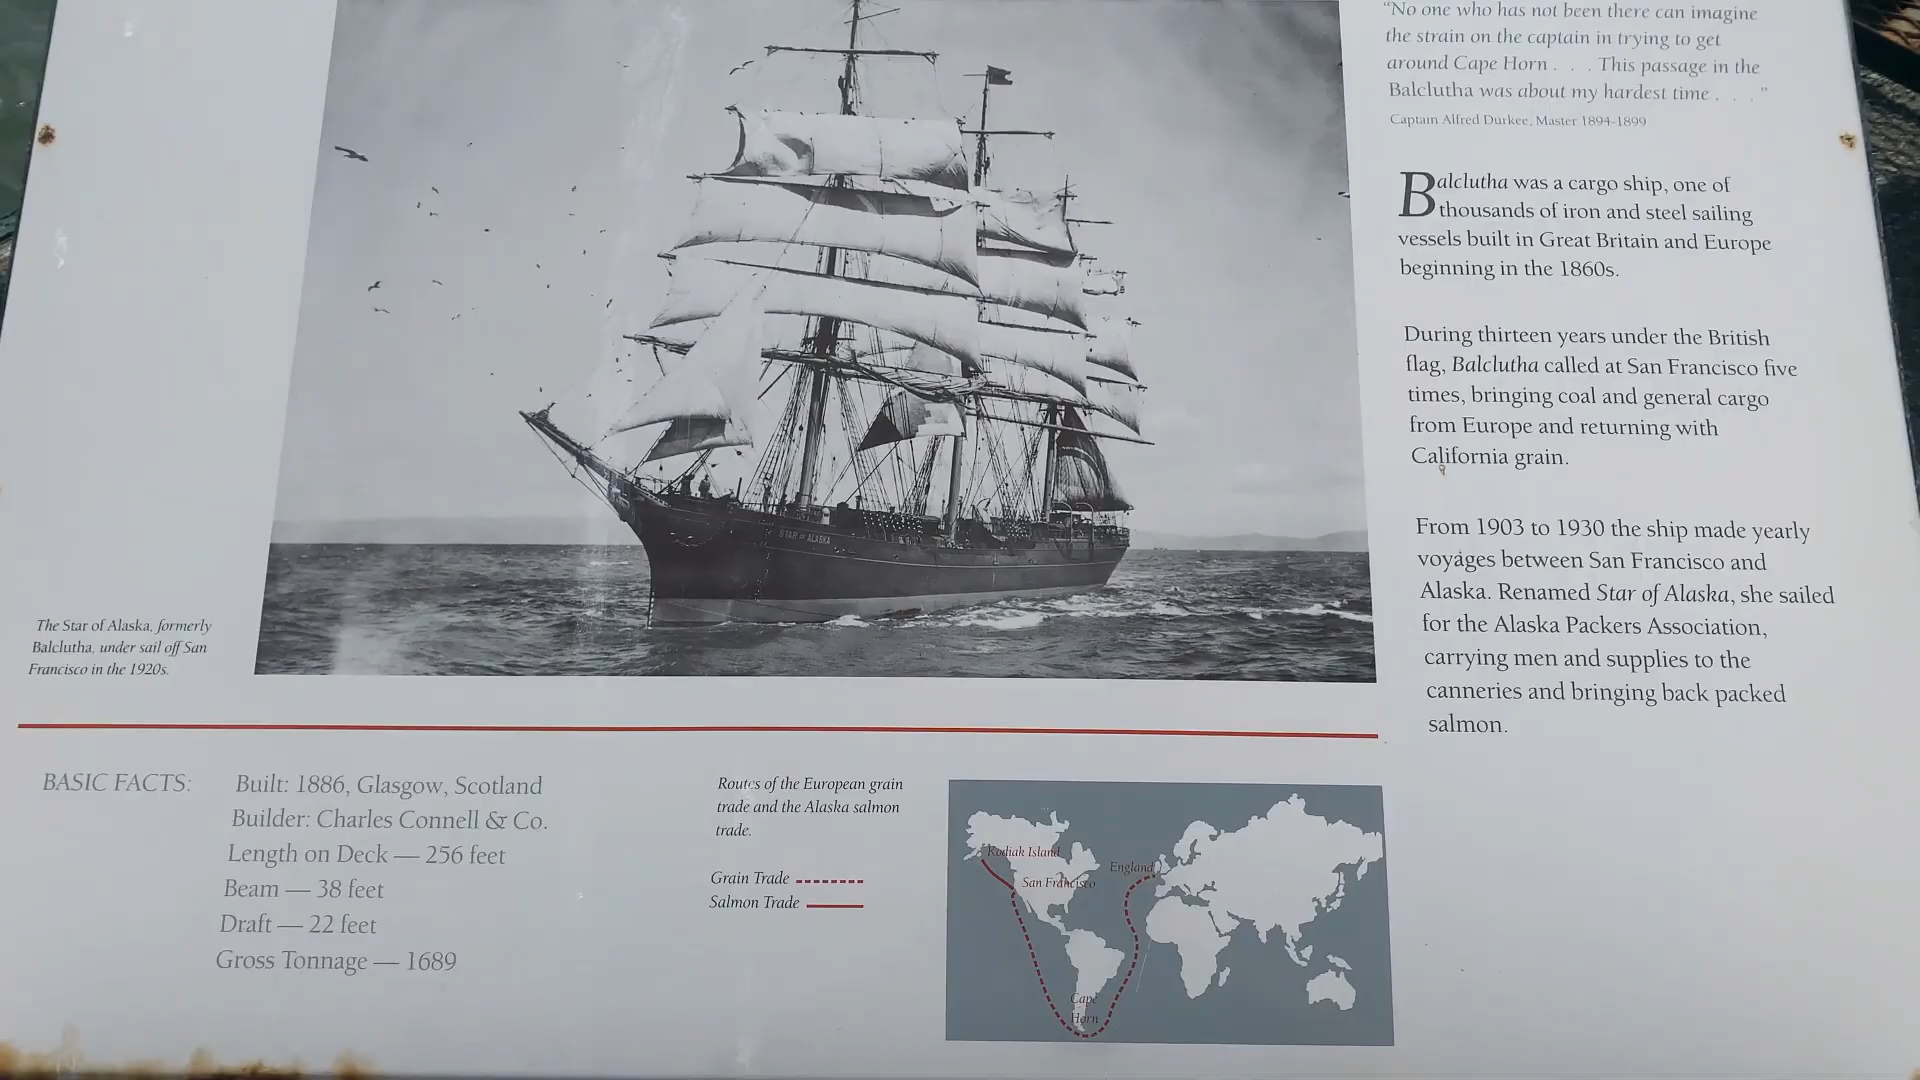 “No one who has not been there can imagine
the strain on the captain in trying to get
around Cape Horn . . . This passage in the
Balclutha was about my hardest time . . . ”
Captain Alfred Durkee, Master 1894-1899
Balclutha was a cargo ship, one of
thousands of iron and steel sailing
vessels built in Great Britain and Europe
beginning in the 1860s.
During thirteen years under the British
flag, Balclutha called at San Francisco five
times, bringing coal and general cargo
from Europe and returning with
California grain.
From 1903 to 1930 the ship made yearly
voyages between San Francisco and
Alaska. Renamed Star of Alaska, she sailed
for the Alaska Packers Association,
carrying men and supplies to the
canneries and bringing back packed
salmon.
STAR OF ALASKA
The Star of Alaska, formerly
Balclutha, under sail off San
Francisco in the 1920s.
BASIC FACTS:
Built: 1886, Glasgow, Scotland
Builder: Charles Connell & Co.
Length on Deck — 256 feet
Beam — 38 feet
Draft — 22 feet
Gross Tonnage — 1689
Routes of the European grain
trade and the Alaska salmon
trade.
Grain Trade
Salmon Trade
Kodiak Island
San Francisco
England
Cape
Horn